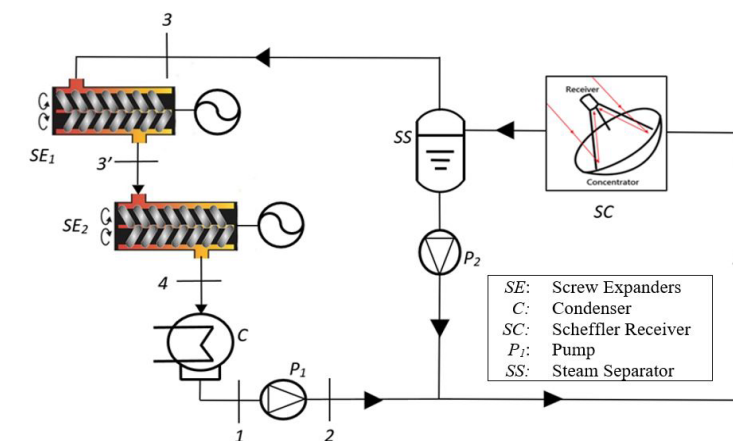 3
SE1
3'
SE2
4
C
P1
1
2
SS
P2
Receiver
Concentrator
SC
SE: Screw Expanders
C: Condenser
SC: Scheffler Receiver
P1: Pump
SS: Steam Separator